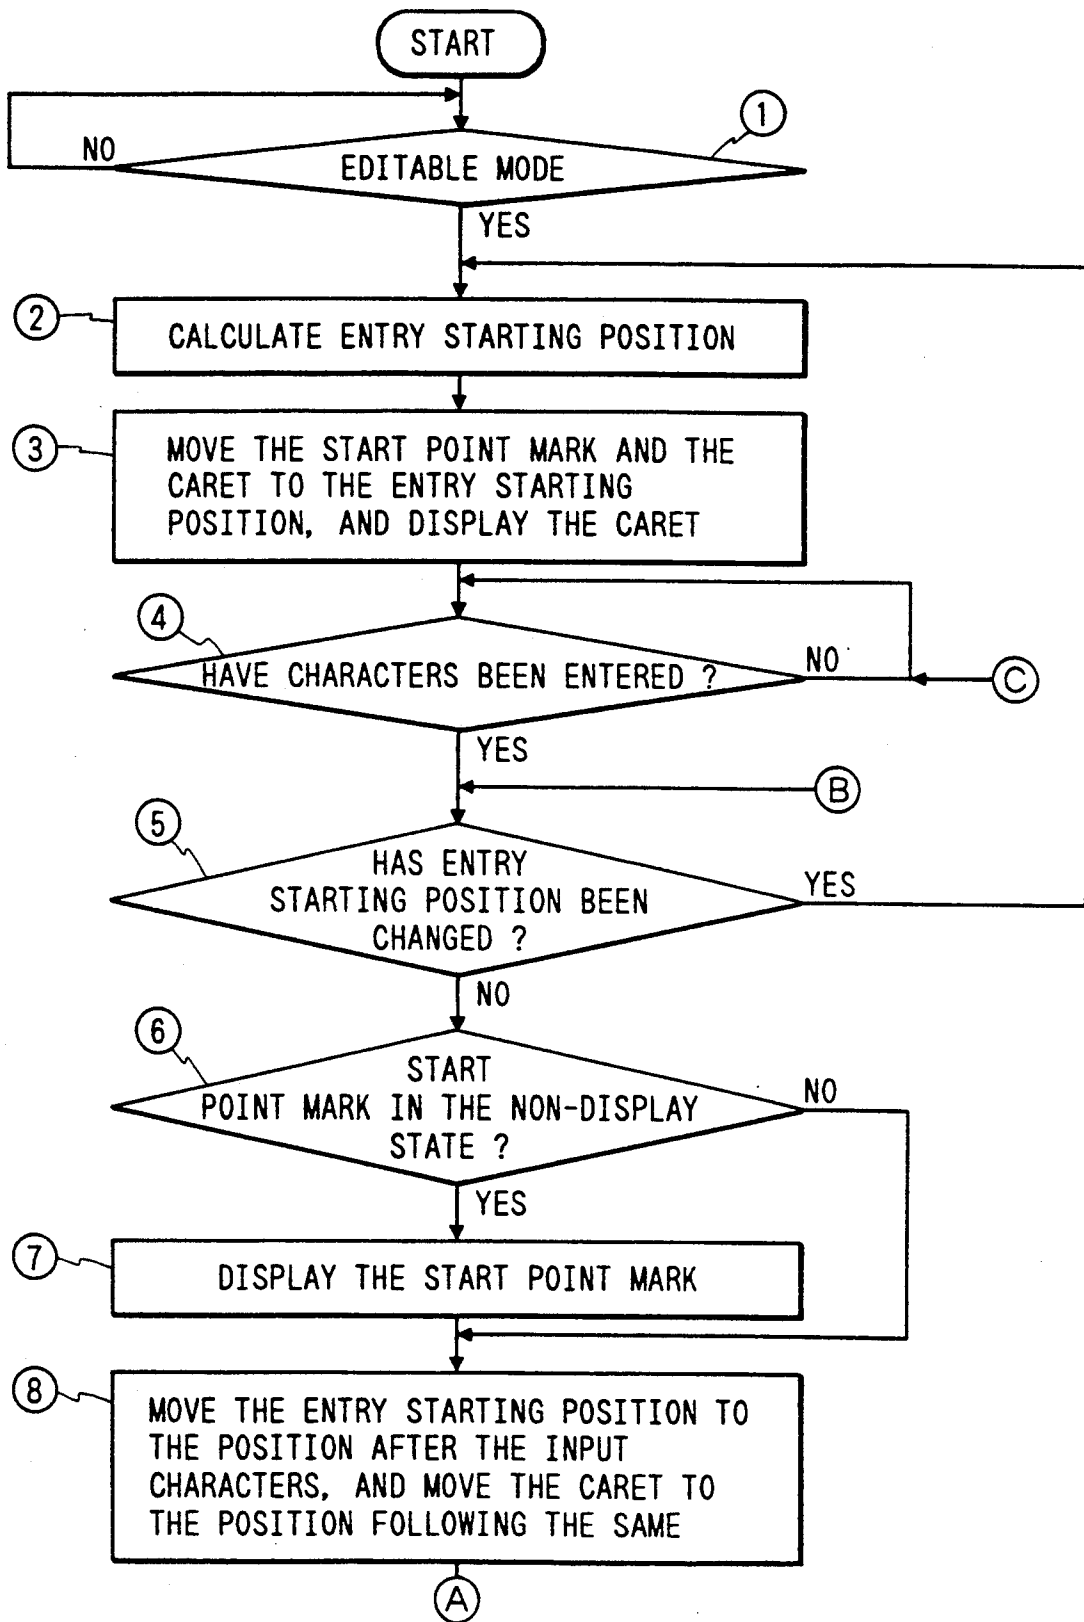 START
1
NO
EDITABLE MODE
YES
2
CALCULATE ENTRY STARTING POSITION
3
MOVE THE START POINT MARK AND THE
CARET TO THE ENTRY STARTING
POSITION, AND DISPLAY THE CARET
4
HAVE CHARACTERS BEEN ENTERED ?
NO
C
YES
B
5
HAS ENTRY
STARTING POSITION BEEN
CHANGED ?
YES
NO
6
START
POINT MARK IN THE NON-DISPLAY
STATE ?
NO
YES
7
DISPLAY THE START POINT MARK
8
MOVE THE ENTRY STARTING POSITION TO
THE POSITION AFTER THE INPUT
CHARACTERS, AND MOVE THE CARET TO
THE POSITION FOLLOWING THE SAME
A